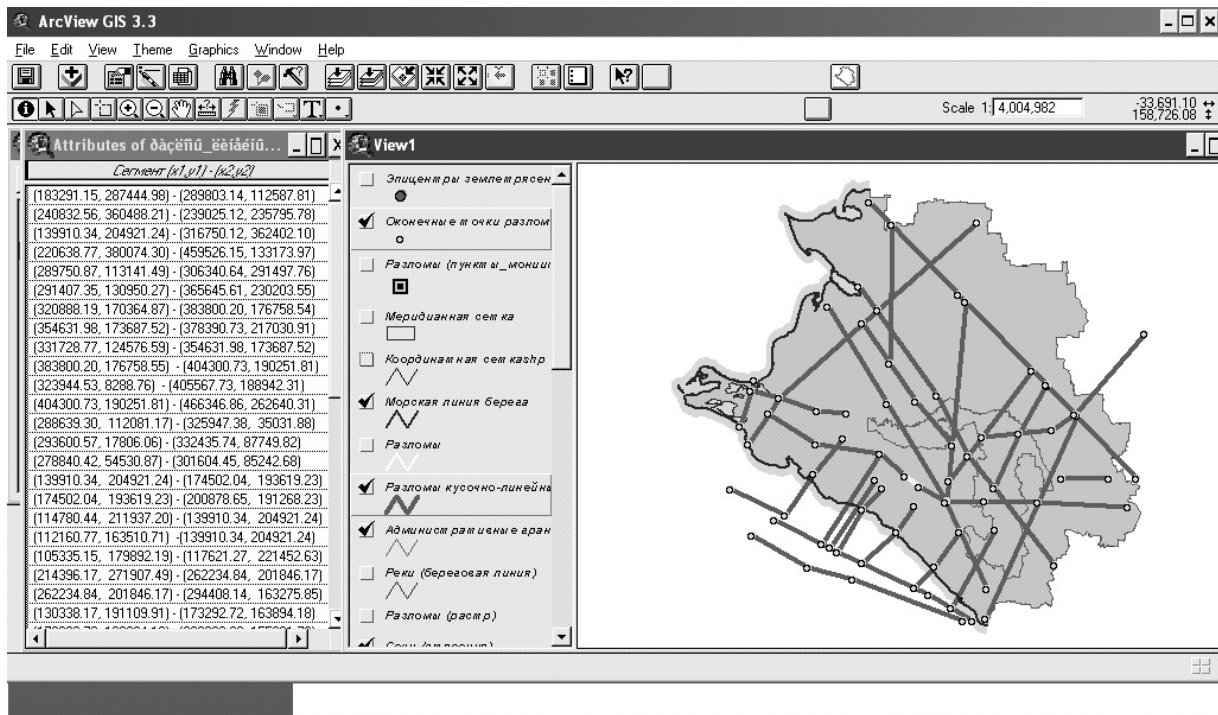 ArcView GIS 3.3
File Edit View Theme Graphics Window Help
Scale 1: 4,004,982
-33,691.10
158,726.08
Attributes of ðàçëîìû_ëèíåéíû...
Сегмент (x1,y1) - (x2,y2)
(183291.15, 287444.98) - (289803.14, 112587.81)
(240832.56, 360488.21) - (239025.12, 235795.78)
(139910.34, 204921.24) - (316750.12, 362402.10)
(220638.77, 380074.30) - (459526.15, 133173.97)
(289750.87, 113141.49) - (306340.64, 291497.76)
(291407.35, 130950.27) - (365645.61, 230203.55)
(320888.19, 170364.87) - (383800.20, 176758.54)
(354631.98, 173687.52) - (378390.73, 217030.91)
(331728.77, 124576.59) - (354631.98, 173687.52)
(383800.20, 176758.55) - (404300.73, 190251.81)
(323944.53, 8288.76) - (405567.73, 188942.31)
(404300.73, 190251.81) - (466346.86, 262640.31)
(288639.30, 112081.17) - (325947.38, 35031.88)
(293600.57, 17806.06) - (332435.74, 87749.82)
(278840.42, 54530.87) - (301604.45, 85242.68)
(139910.34, 204921.24) - (174502.04, 193619.23)
(174502.04, 193619.23) - (200878.65, 191268.23)
(114780.44, 211937.20) - (139910.34, 204921.24)
(112160.77, 163510.71) - (139910.34, 204921.24)
(105335.15, 179892.19) - (117621.27, 221452.63)
(214396.17, 271907.49) - (262234.84, 201846.17)
(262234.84, 201846.17) - (294408.14, 163275.85)
(130338.17, 191109.91) - (173292.72, 163894.18)
View1
Эпицентры землетрясен
Оконечные точки разлом
Разломы (пункты_мониш
Меридианная сетка
Координатная сеткаshp
Морская линия берега
Разломы
Разломы кусочно-линейны
Административные гран
Реки (береговая линия)
Разломы (растр)